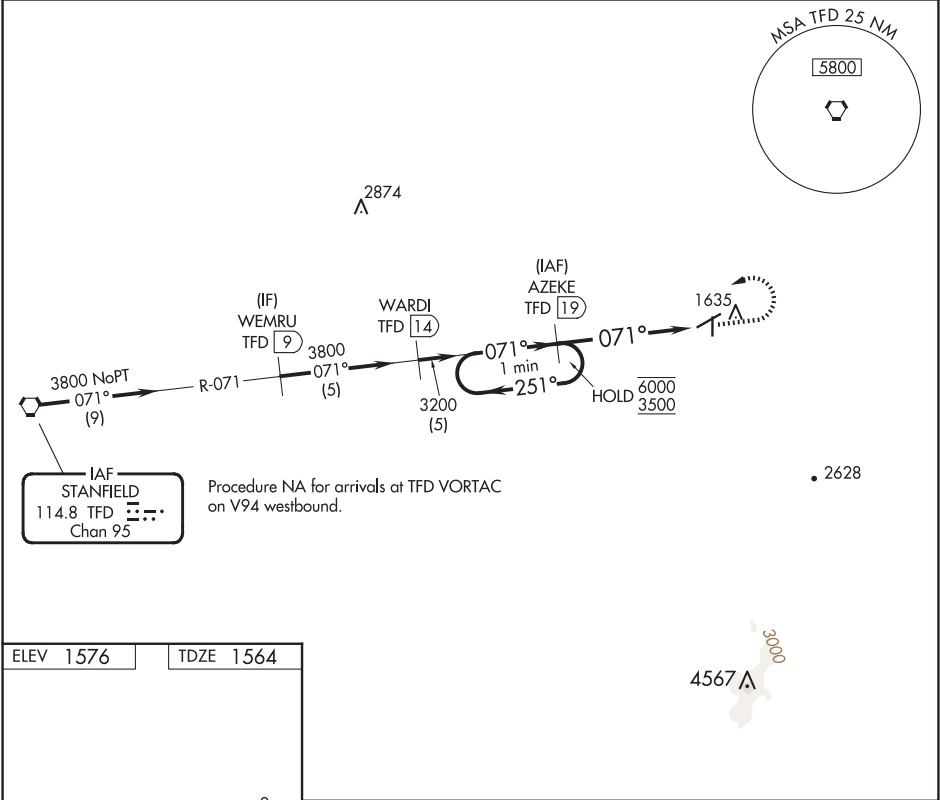 MSA TFD 25 NM
5800
2874
(IAF)
AZEKE
TFD 19
1635
(IF)
WEMRU
TFD 9
WARDI
TFD 14
3800 NoPT
071°
(9)
R-071
3800
071°
(5)
3200
(5)
071°
1 min
251°
071°
HOLD 6000
3500
IAF
STANFIELD
114.8 TFD
Chan 95
Procedure NA for arrivals at TFD VORTAC
on V94 westbound.
2628
3000
4567
ELEV 1576
TDZE 1564